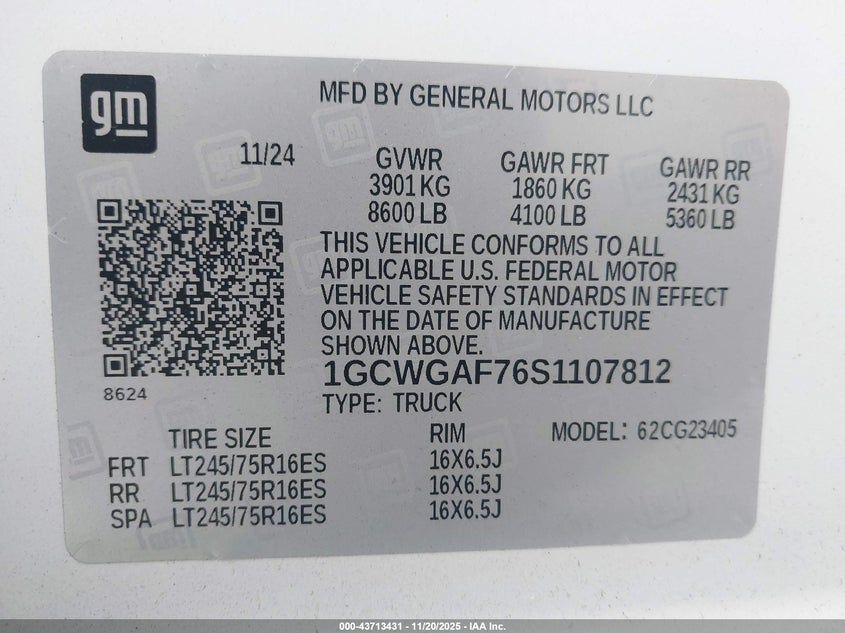 gm
MFD BY GENERAL MOTORS LLC
11/24
GVWR GAWR FRT GAWR RR
3901 KG 1860 KG 2431 KG
8600 LB 4100 LB 5360 LB
THIS VEHICLE CONFORMS TO ALL
APPLICABLE U.S. FEDERAL MOTOR
VEHICLE SAFETY STANDARDS IN EFFECT
ON THE DATE OF MANUFACTURE
SHOWN ABOVE.
1GCWGAF76S1107812
8624
TYPE: TRUCK
TIRE SIZE RIM MODEL: 62CG23405
FRT LT245/75R16ES 16X6.5J
RR LT245/75R16ES 16X6.5J
SPA LT245/75R16ES 16X6.5J
000-43713431 - 11/20/2025 - IAA Inc.